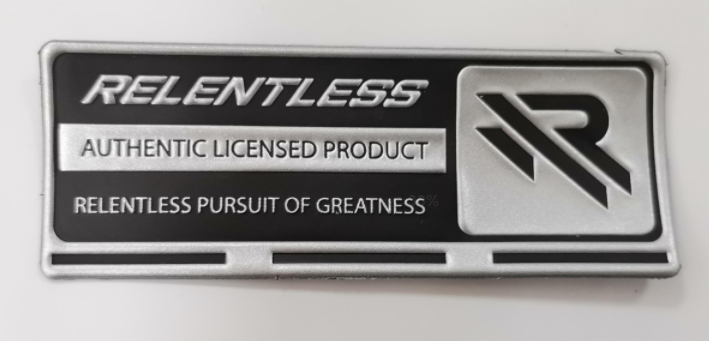 RELENTLESS
AUTHENTIC LICENSED PRODUCT
RELENTLESS PURSUIT OF GREATNESS
R